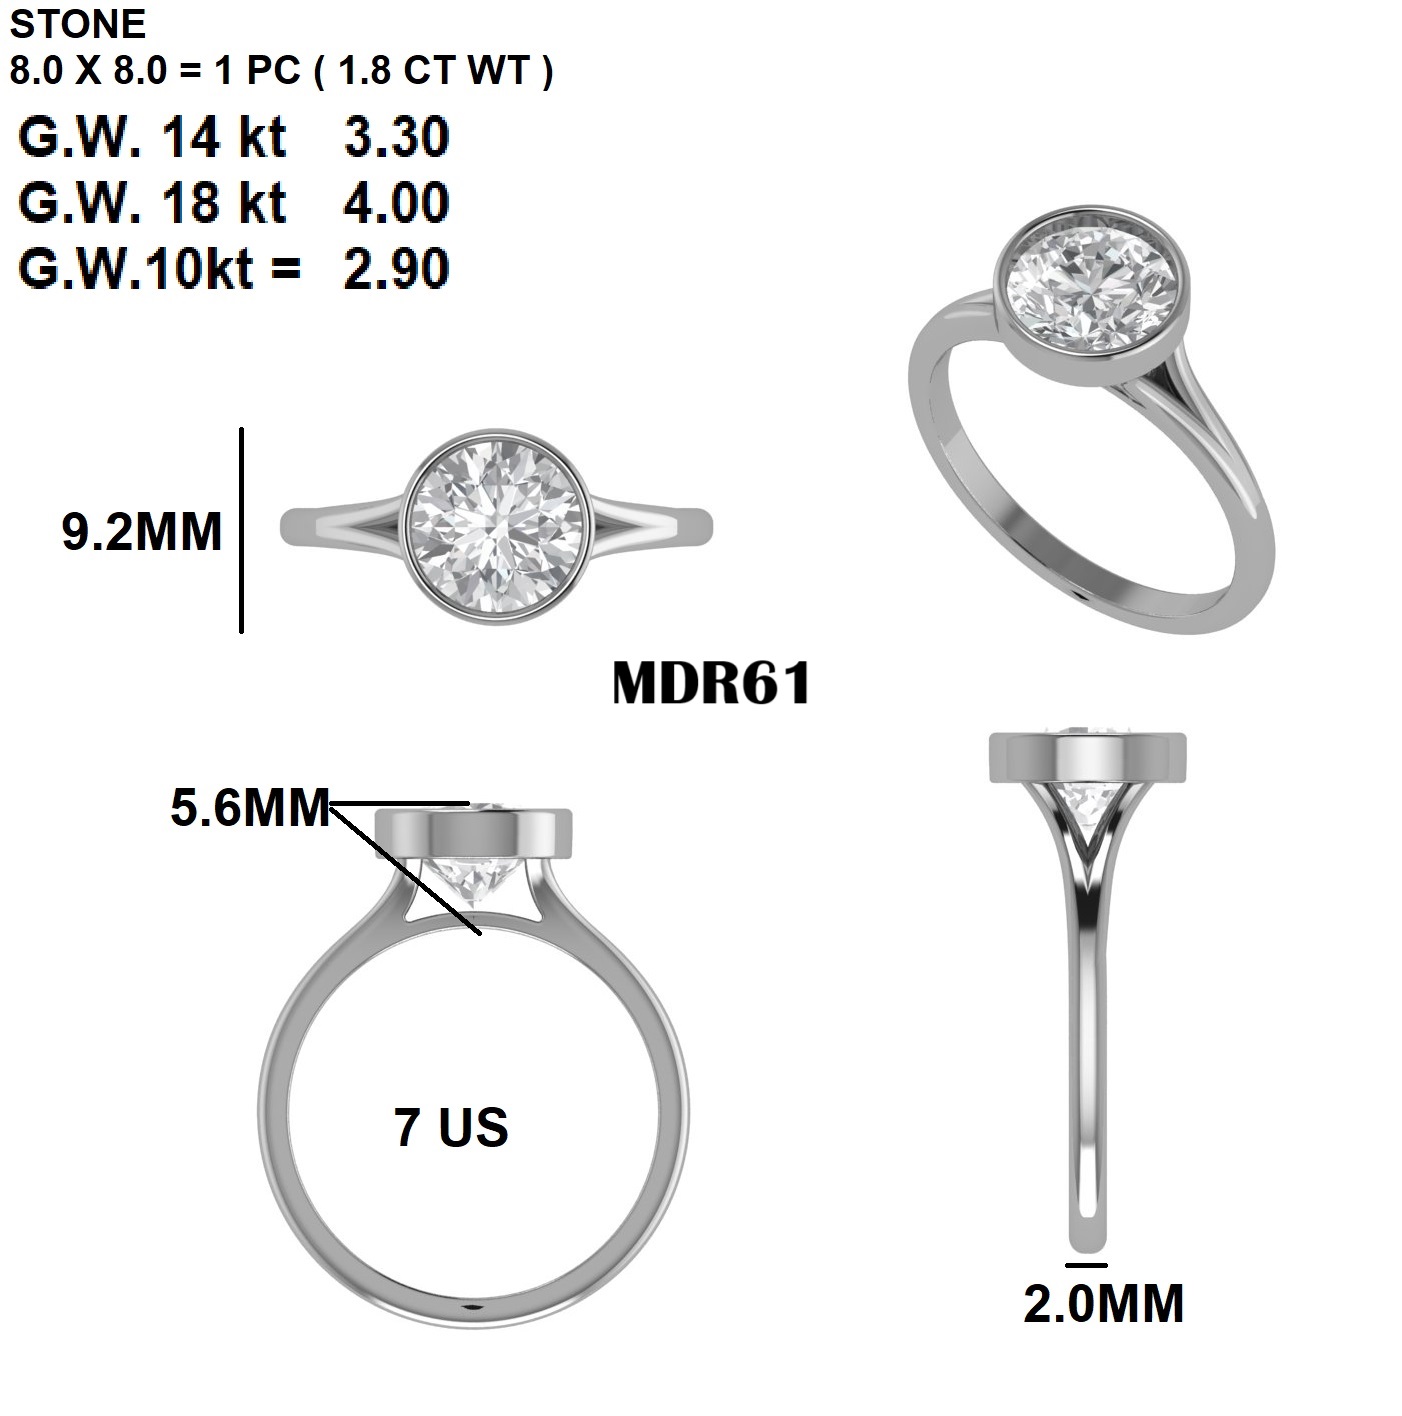 STONE
8.0 X 8.0 = 1 PC ( 1.8 CT WT )
G.W. 14 kt 3.30
G.W. 18 kt 4.00
G.W.10kt = 2.90
9.2MM
MDR61
5.6MM
7 US
2.0MM